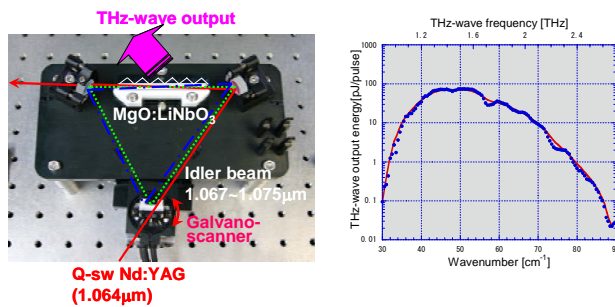 THz-wave output
MgO:LiNbO3
Idler beam
1.067~1.075μm
Galvano-
scanner
Q-sw Nd:YAG
(1.064μm)
THz-wave frequency [THz]
1.2 1.6 2 2.4
THz-wave output energy[pJ/pulse]
1000
100
10
1
0.1
0.01
30 40 50 60 70 80 90
Wavenumber [cm-1]